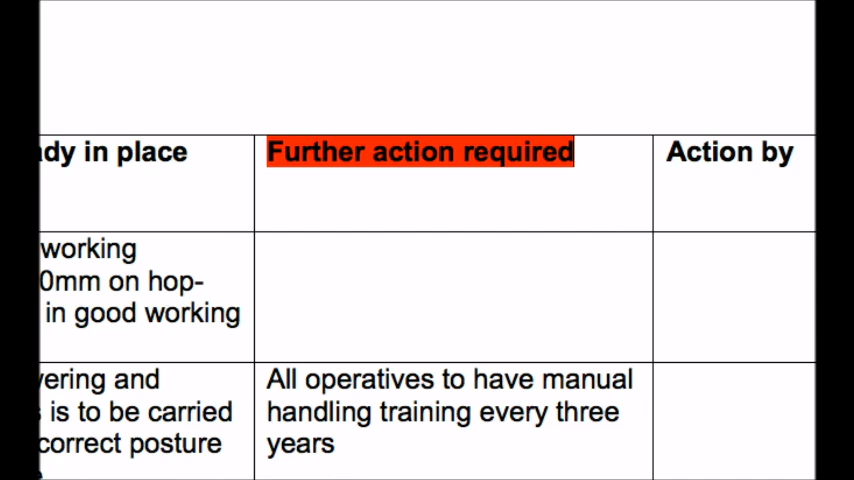 dy in place
Further action required
Action by
working
0mm on hop-
in good working
ering and
is to be carried
correct posture
All operatives to have manual
handling training every three
years